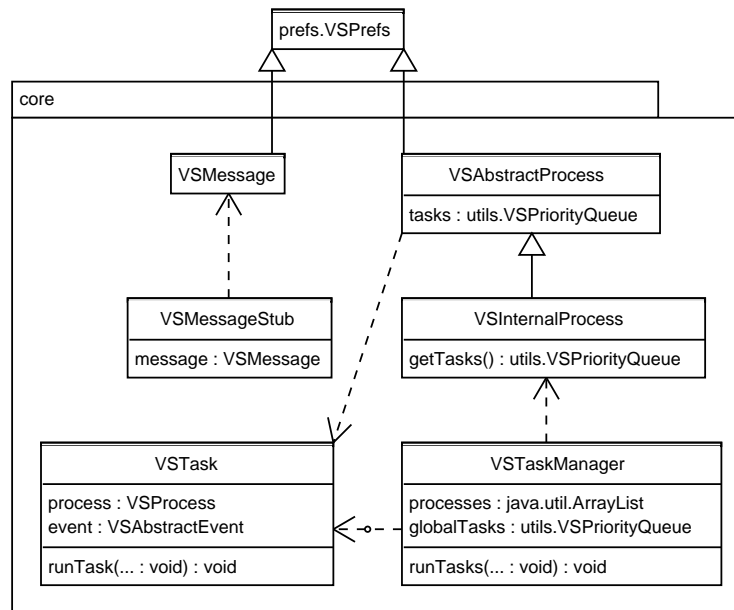 prefs.VSPrefs
core
VSMessage
VSAbstractProcess
tasks : utils.VSPriorityQueue
VSMessageStub
message : VSMessage
VSInternalProcess
getTasks() : utils.VSPriorityQueue
VSTask
process : VSProcess
event : VSAbstractEvent
runTask(... : void) : void
VSTaskManager
processes : java.util.ArrayList
globalTasks : utils.VSPriorityQueue
runTasks(... : void) : void